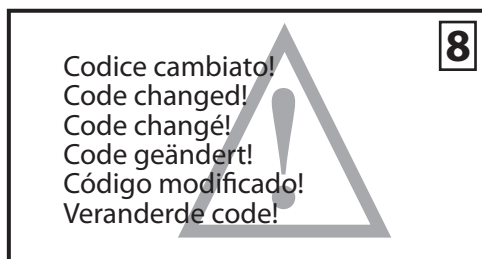 8
Codice cambiato!
Code changed!
Code changé!
Code geändert!
Código modificado!
Veranderde code!